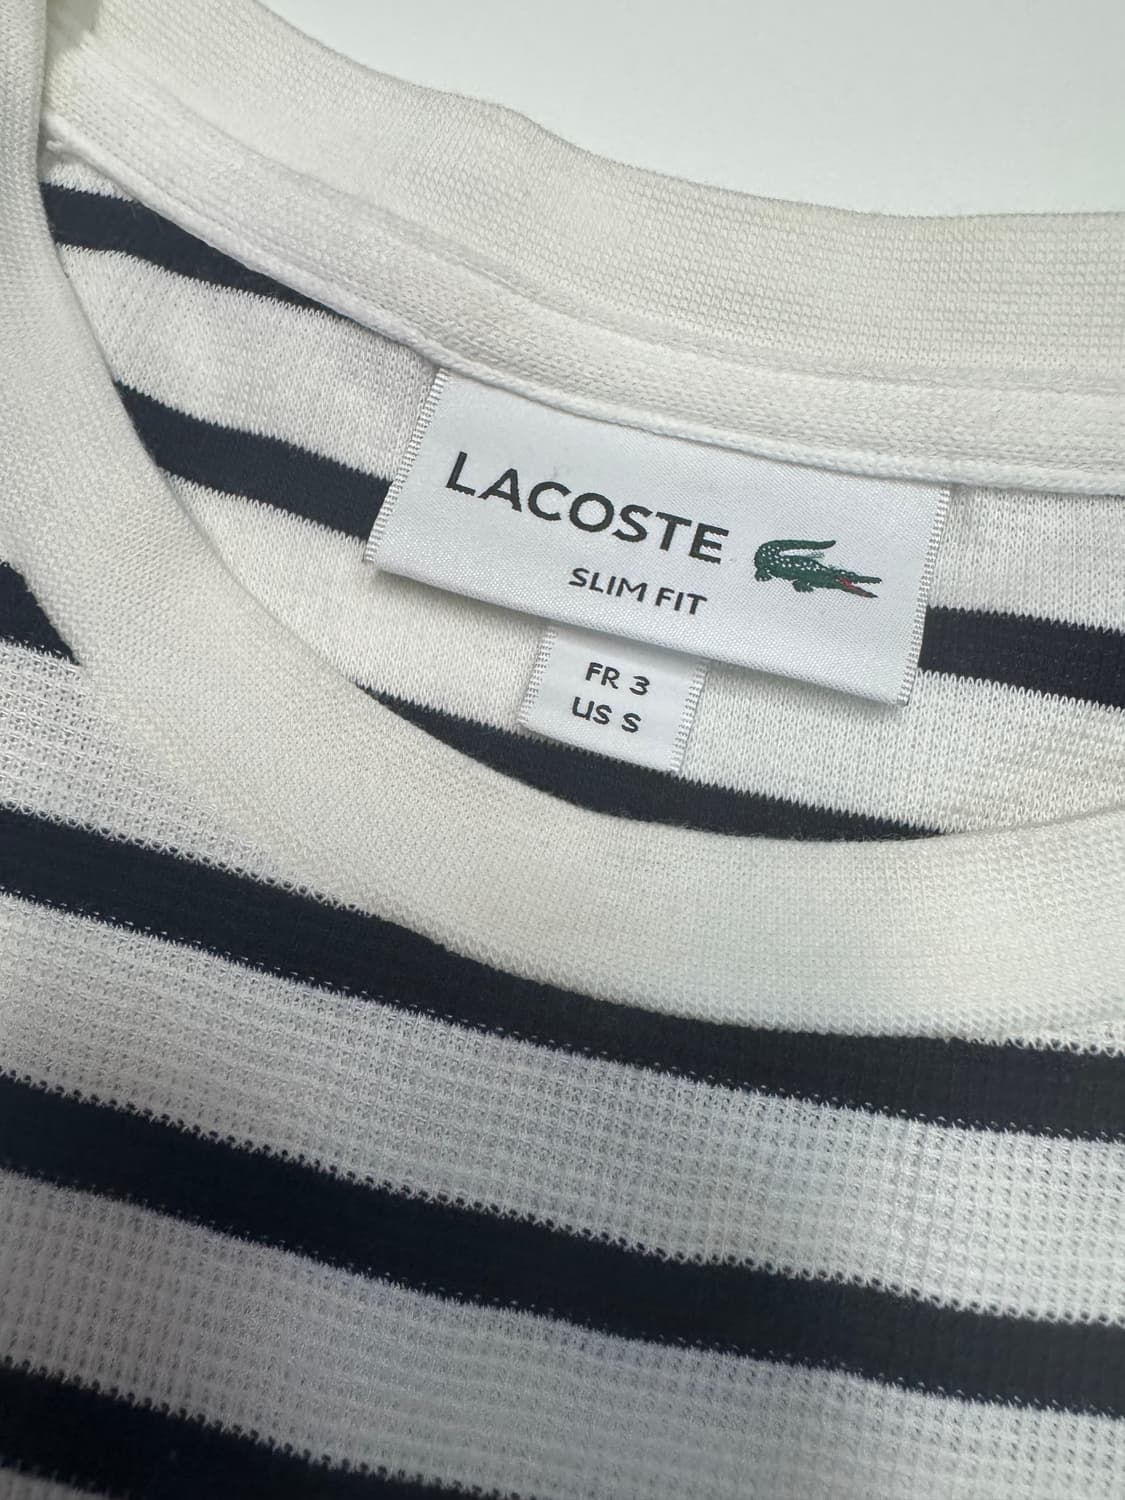 LACOSTE
SLIM FIT
FR 3
US S